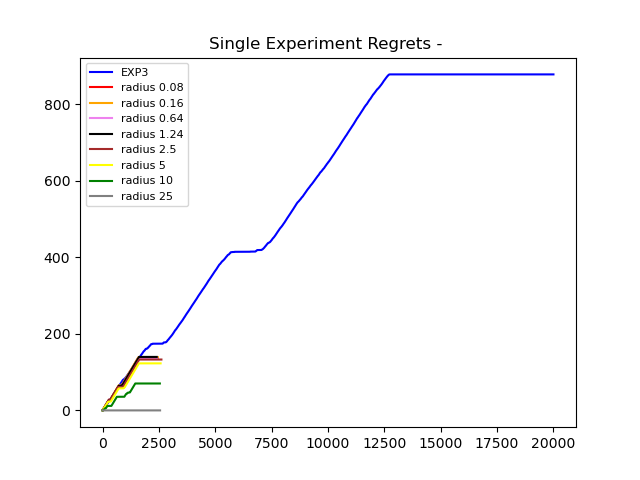 Single Experiment Regrets -
EXP3
radius 0.08
radius 0.16
radius 0.64
radius 1.24
radius 2.5
radius 5
radius 10
radius 25
800
600
400
200
0
0 2500 5000 7500 10000 12500 15000 17500 20000